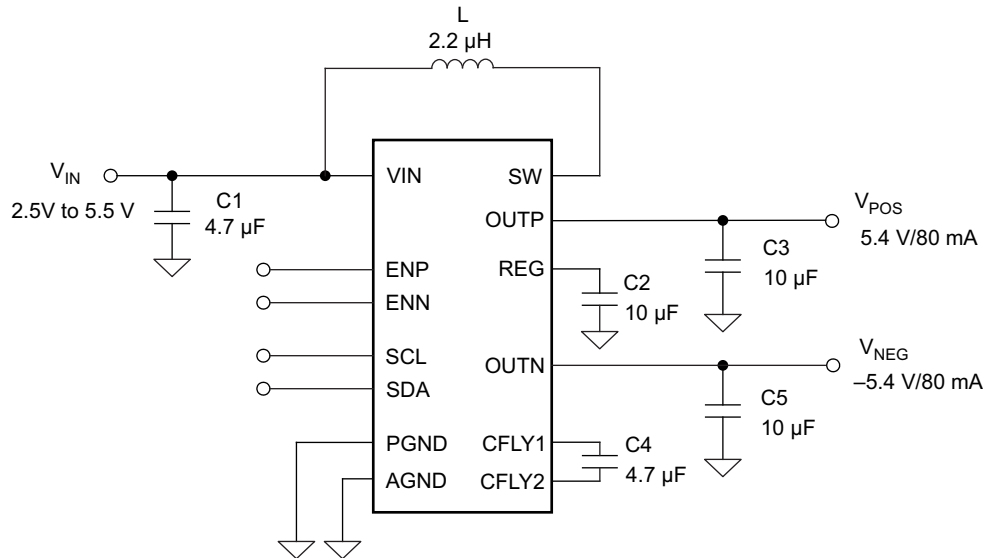 L
2.2 µH
V_IN
2.5V to 5.5 V
C1
4.7 µF
VIN
SW
OUTP
V_POS
5.4 V/80 mA
C3
10 µF
ENP
REG
C2
10 µF
ENN
SCL
OUTN
V_NEG
–5.4 V/80 mA
SDA
C5
10 µF
PGND
CFLY1
C4
4.7 µF
AGND
CFLY2